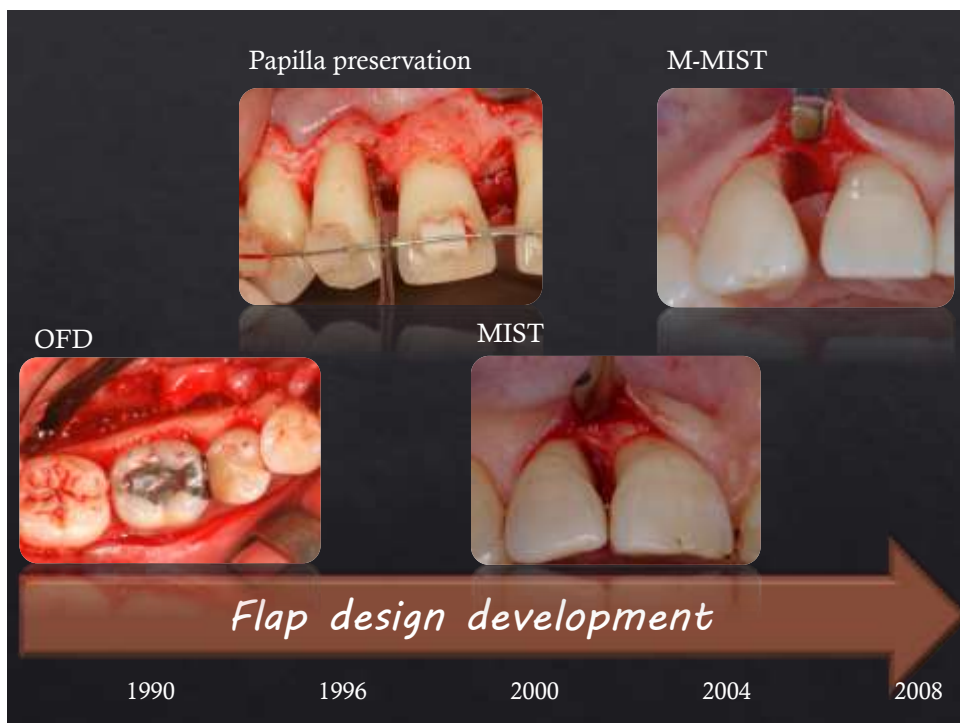 Papilla preservation
M-MIST
OFD
MIST
Flap design development
1990
1996
2000
2004
2008